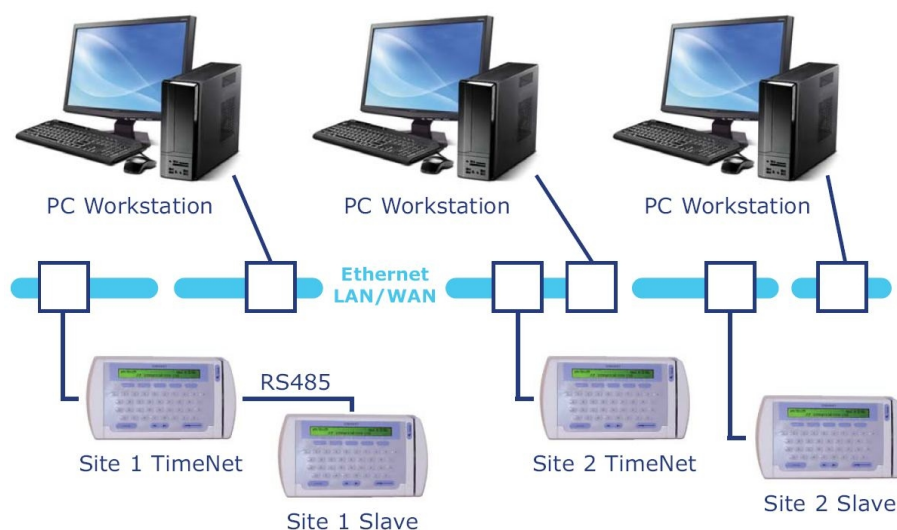 PC Workstation
PC Workstation
PC Workstation
Ethernet
LAN/WAN
RS485
Site 1 TimeNet
Site 1 Slave
Site 2 TimeNet
Site 2 Slave